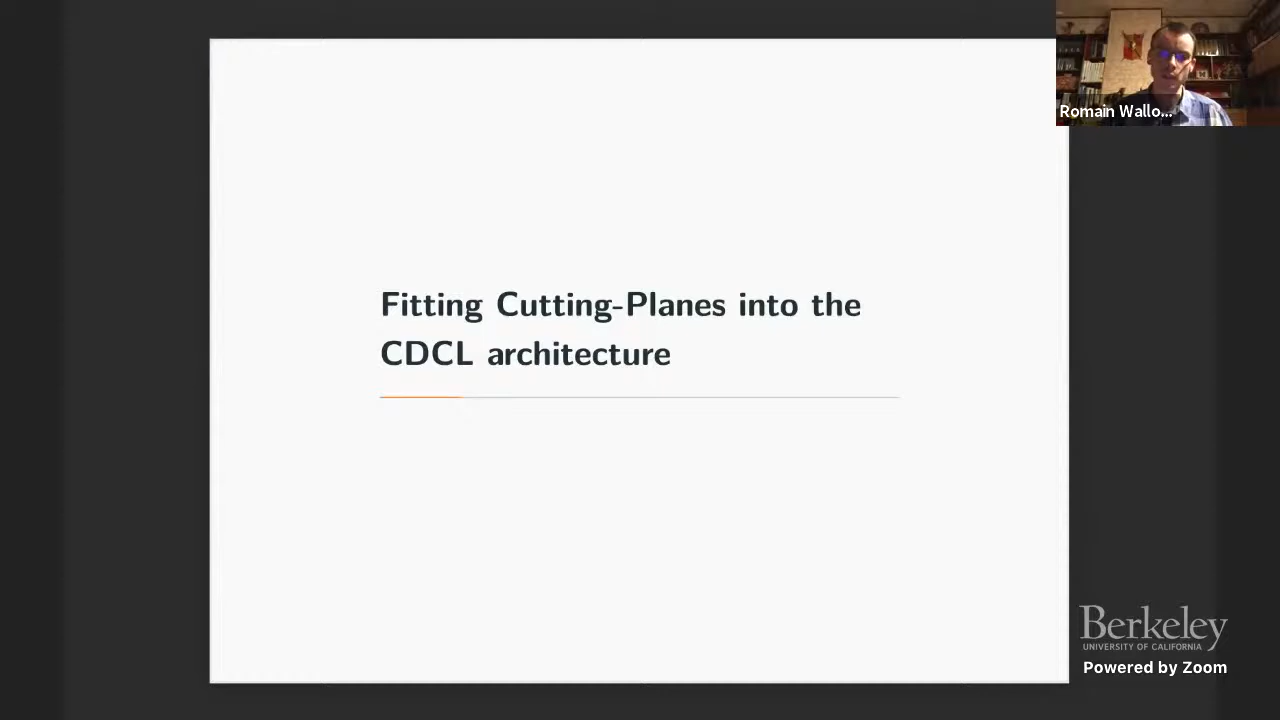 Romain Wallo...
Fitting Cutting-Planes into the
CDCL architecture
Berkeley
UNIVERSITY OF CALIFORNIA
Powered by Zoom